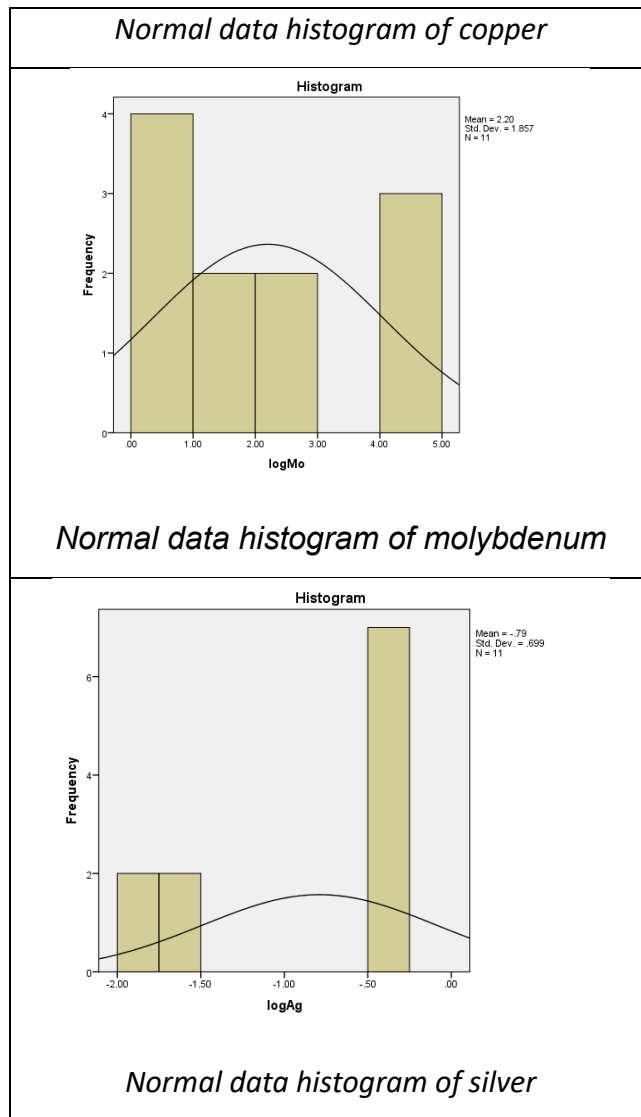 Normal data histogram of copper
Histogram
Mean = 2.20
Std. Dev. = 1.857
N = 11
4
3
2
1
0
Frequency
.00 1.00 2.00 3.00 4.00 5.00
logMo
Normal data histogram of molybdenum
Histogram
Mean = -.79
Std. Dev. = .699
N = 11
6
4
2
0
Frequency
-2.00 -1.50 -1.00 -.50 .00
logAg
Normal data histogram of silver